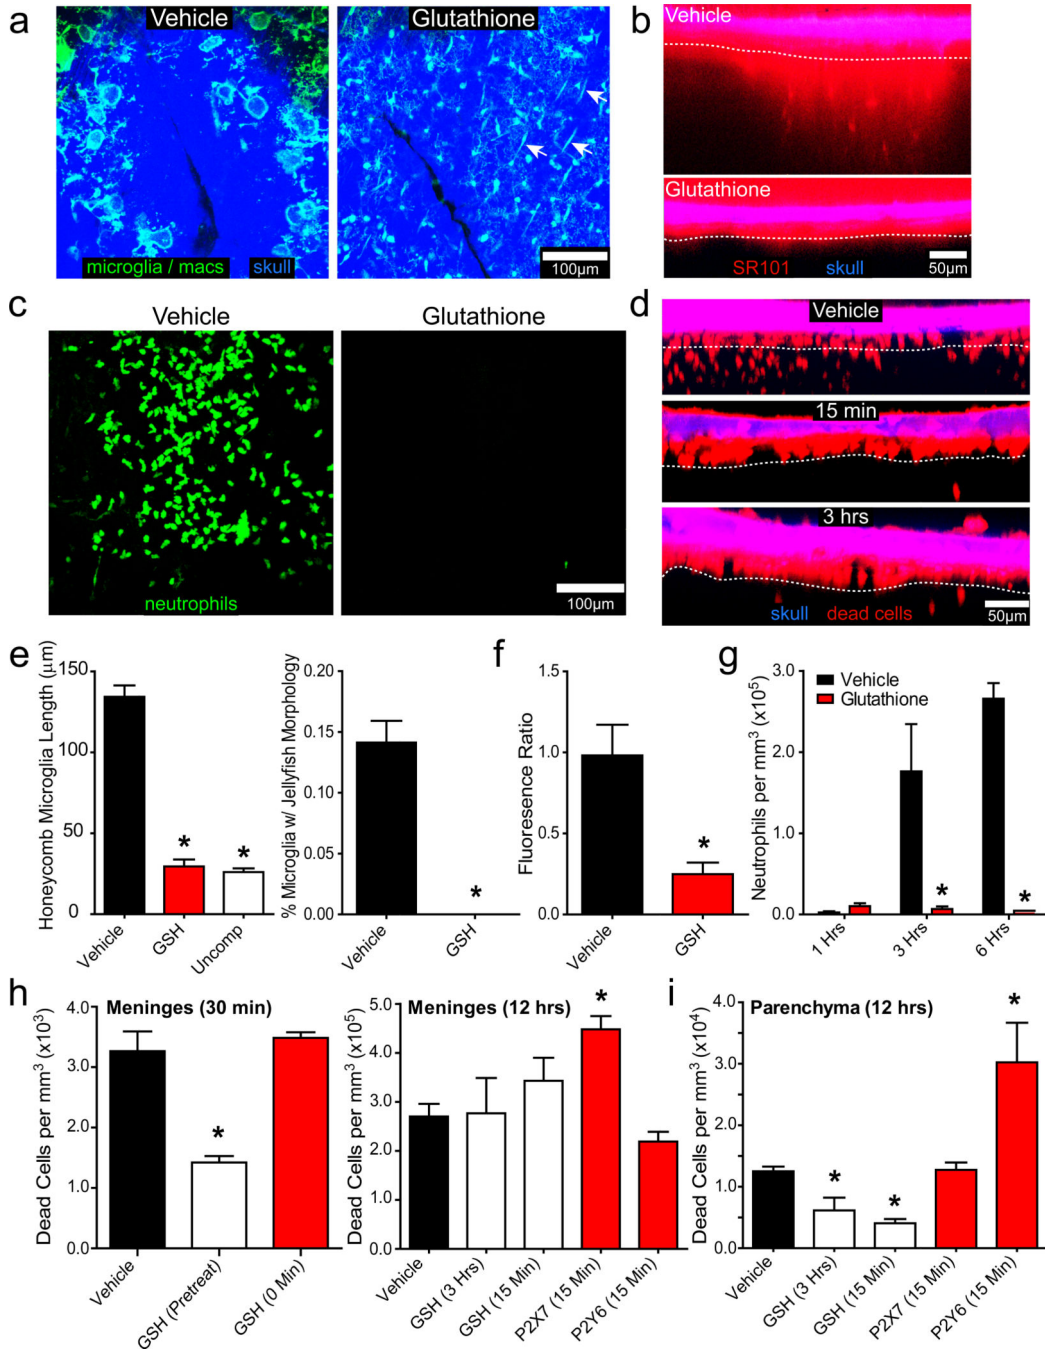 a
Vehicle
Glutathione
microglia / macs
skull
100µm
b
Vehicle
Glutathione
SR101
skull
50µm
c
Vehicle
Glutathione
neutrophils
100µm
d
Vehicle
15 min
3 hrs
skull
dead cells
50µm
e
Honeycomb Microglia Length (µm)
150
100
50
0
*
*
Vehicle
GSH
Uncomp
% Microglia w/ Jellyfish Morphology
0.20
0.15
0.10
0.05
0.00
*
Vehicle
GSH
f
Fluoresence Ratio
1.5
1.0
0.5
0.0
*
Vehicle
GSH
g
Neutrophils per mm³ (x10⁵)
3.0
2.0
1.0
0.0
Vehicle
Glutathione
*
*
1 Hrs
3 Hrs
6 Hrs
h
Meninges (30 min)
Dead Cells per mm³ (x10³)
4.0
3.0
2.0
1.0
0.0
*
Vehicle
GSH (Pretreat)
GSH (0 Min)
Meninges (12 hrs)
Dead Cells per mm³ (x10⁵)
5.0
4.0
3.0
2.0
1.0
0.0
*
Vehicle
GSH (3 Hrs)
GSH (15 Min)
P2X7 (15 Min)
P2Y6 (15 Min)
i
Parenchyma (12 hrs)
Dead Cells per mm³ (x10⁴)
4.0
3.0
2.0
1.0
0.0
*
*
*
Vehicle
GSH (3 Hrs)
GSH (15 Min)
P2X7 (15 Min)
P2Y6 (15 Min)